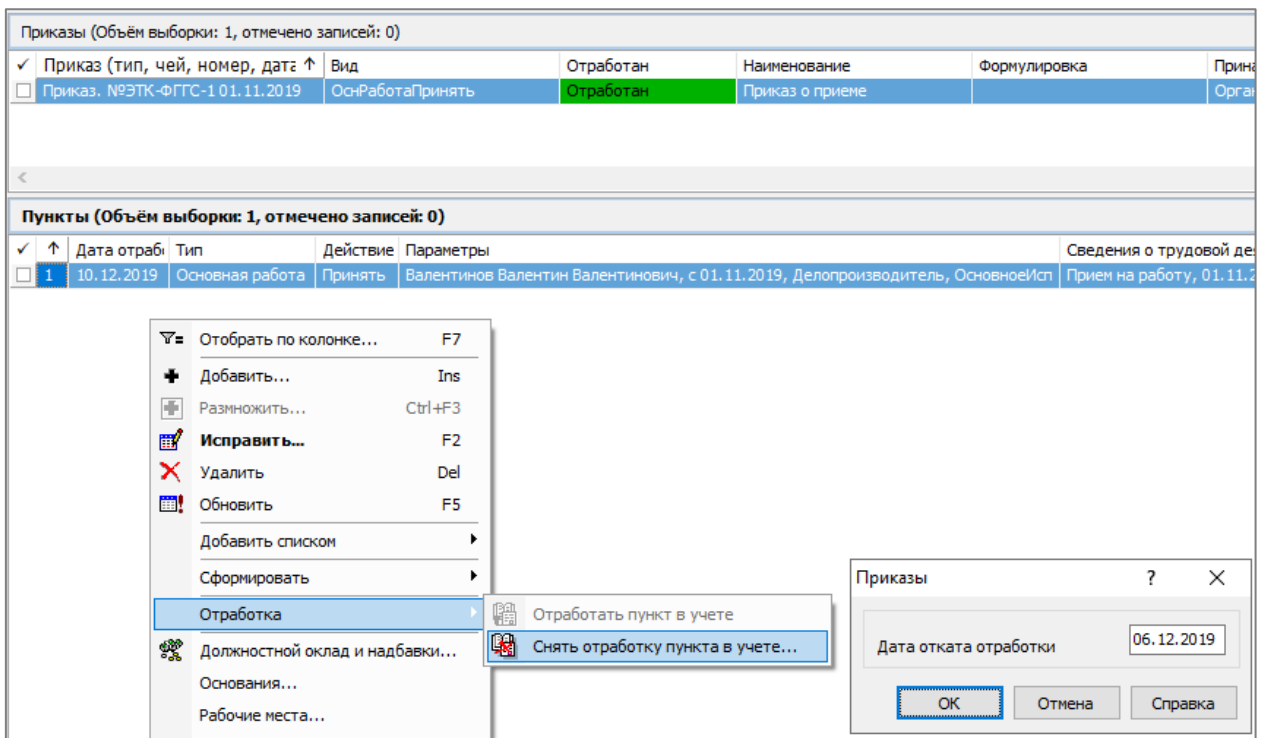 Приказы (Объём выборки: 1, отмечено записей: 0)
✓ Приказ (тип, чей, номер, дата ↑ Вид Отработан Наименование Формулировка Прина
Приказ. №ЭТК-ФГГС-1 01.11.2019 ОснРаботаПринять Отработан Приказ о приеме Орган
Пункты (Объём выборки: 1, отмечено записей: 0)
✓ ↑ Дата отрабо Тип Действие Параметры Сведения о трудовой де
1 10.12.2019 Основная работа Принять Валентинов Валентин Валентинович, с 01.11.2019, Делопроизводитель, ОсновноеИсп Прием на работу, 01.11.2
Отобрать по колонке... F7
Добавить... Ins
Размножить... Ctrl+F3
Исправить... F2
Удалить Del
Обновить F5
Добавить списком
Сформировать
Отработка
Отработать пункт в учете
Снять отработку пункта в учете...
Должностной оклад и надбавки...
Основания...
Рабочие места...
Приказы ? ×
Дата отката отработки 06.12.2019
ОК Отмена Справка